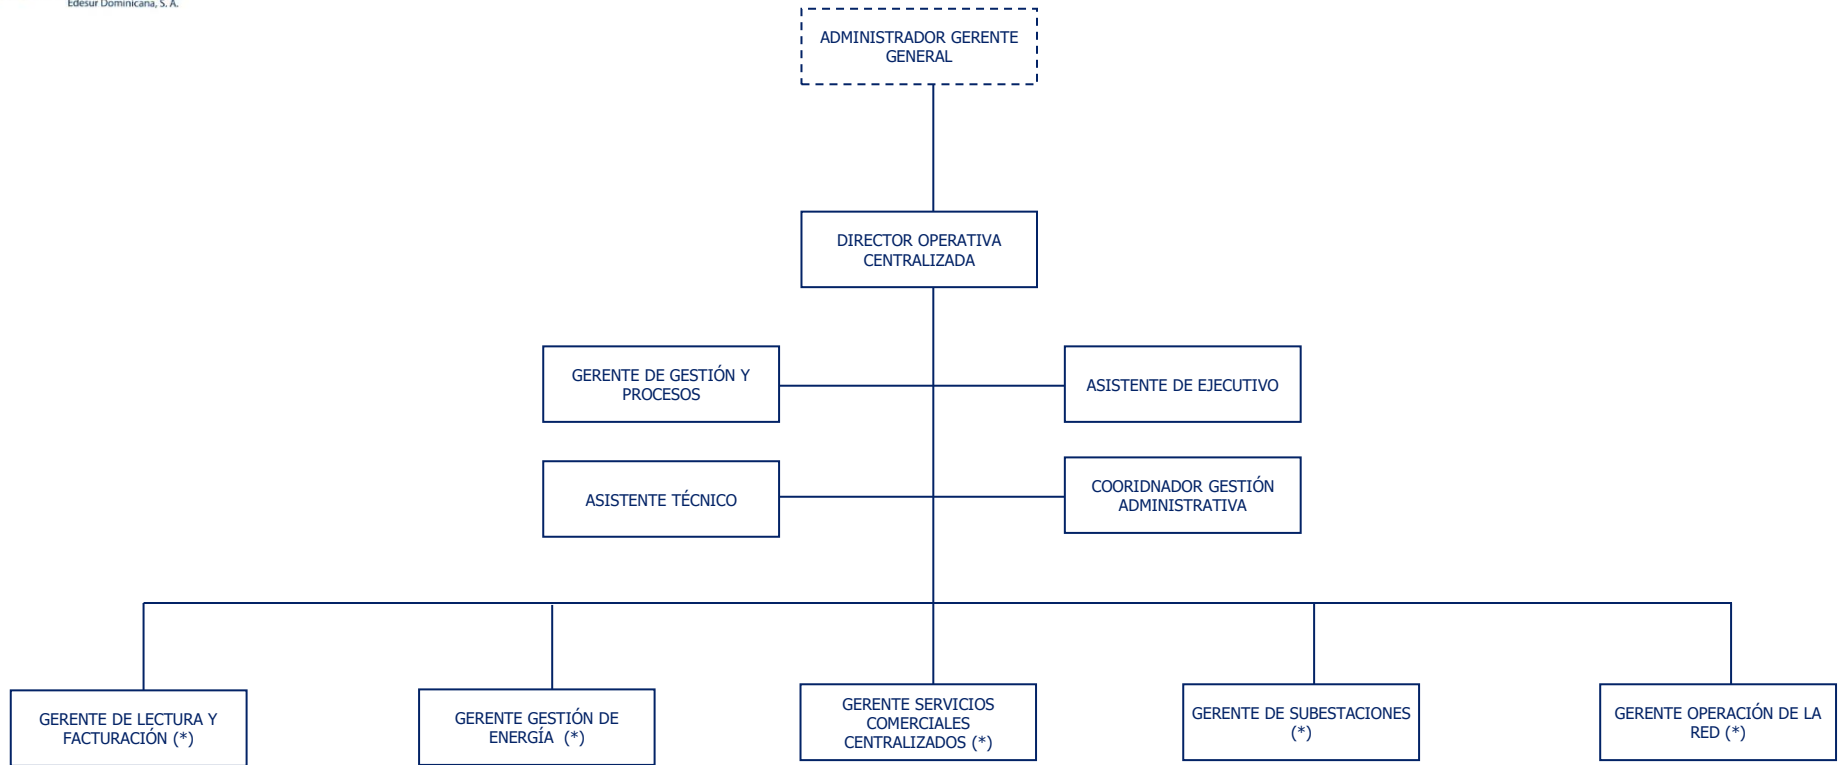 Edesur Dominicana, S. A.
ADMINISTRADOR GERENTE
GENERAL
DIRECTOR OPERATIVA
CENTRALIZADA
GERENTE DE GESTIÓN Y
PROCESOS
ASISTENTE DE EJECUTIVO
ASISTENTE TÉCNICO
COORIDNADOR GESTIÓN
ADMINISTRATIVA
GERENTE DE LECTURA Y
FACTURACIÓN (*)
GERENTE GESTIÓN DE
ENERGÍA (*)
GERENTE SERVICIOS
COMERCIALES
CENTRALIZADOS (*)
GERENTE DE SUBESTACIONES
(*)
GERENTE OPERACIÓN DE LA
RED (*)